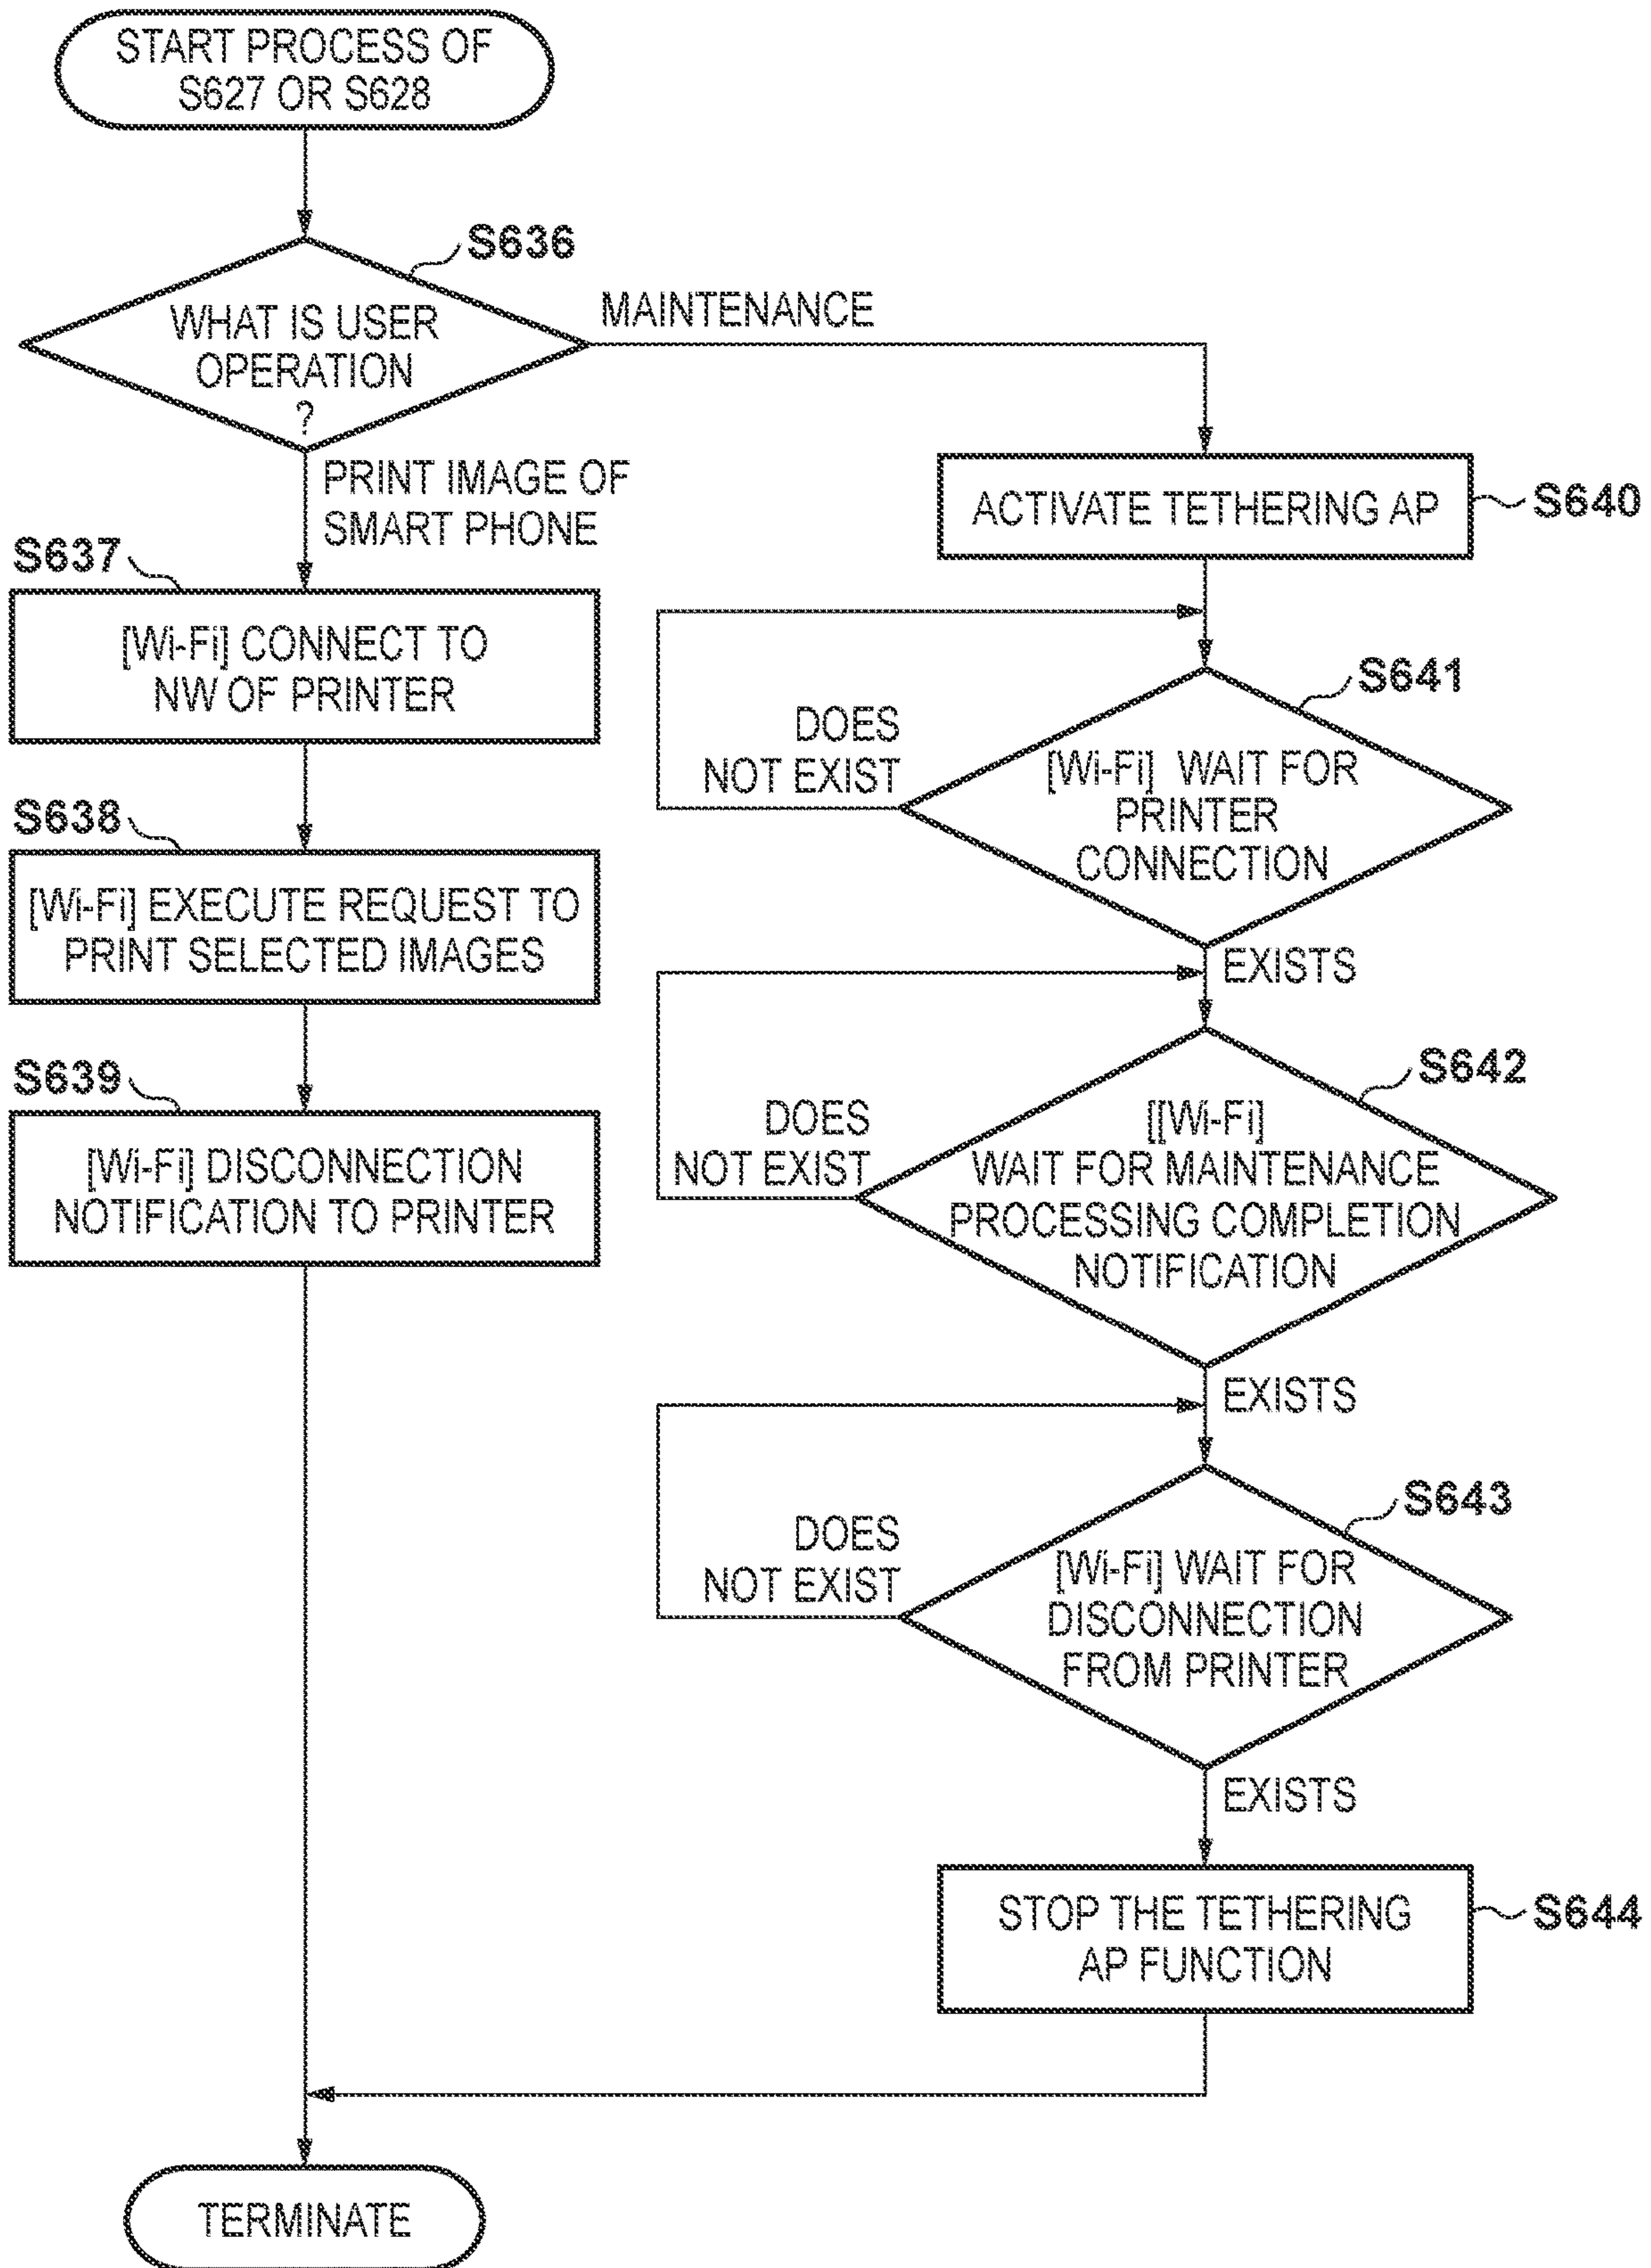 START PROCESS OF
S627 OR S628
S636
WHAT IS USER
OPERATION
?
MAINTENANCE
PRINT IMAGE OF
SMART PHONE
S637
[Wi-Fi] CONNECT TO
NW OF PRINTER
S638
[Wi-Fi] EXECUTE REQUEST TO
PRINT SELECTED IMAGES
S639
[Wi-Fi] DISCONNECTION
NOTIFICATION TO PRINTER
ACTIVATE TETHERING AP
S640
S641
DOES
NOT EXIST
[Wi-Fi] WAIT FOR
PRINTER
CONNECTION
EXISTS
S642
DOES
NOT EXIST
[[Wi-Fi]
WAIT FOR MAINTENANCE
PROCESSING COMPLETION
NOTIFICATION
EXISTS
S643
DOES
NOT EXIST
[Wi-Fi] WAIT FOR
DISCONNECTION
FROM PRINTER
EXISTS
STOP THE TETHERING
AP FUNCTION
S644
TERMINATE